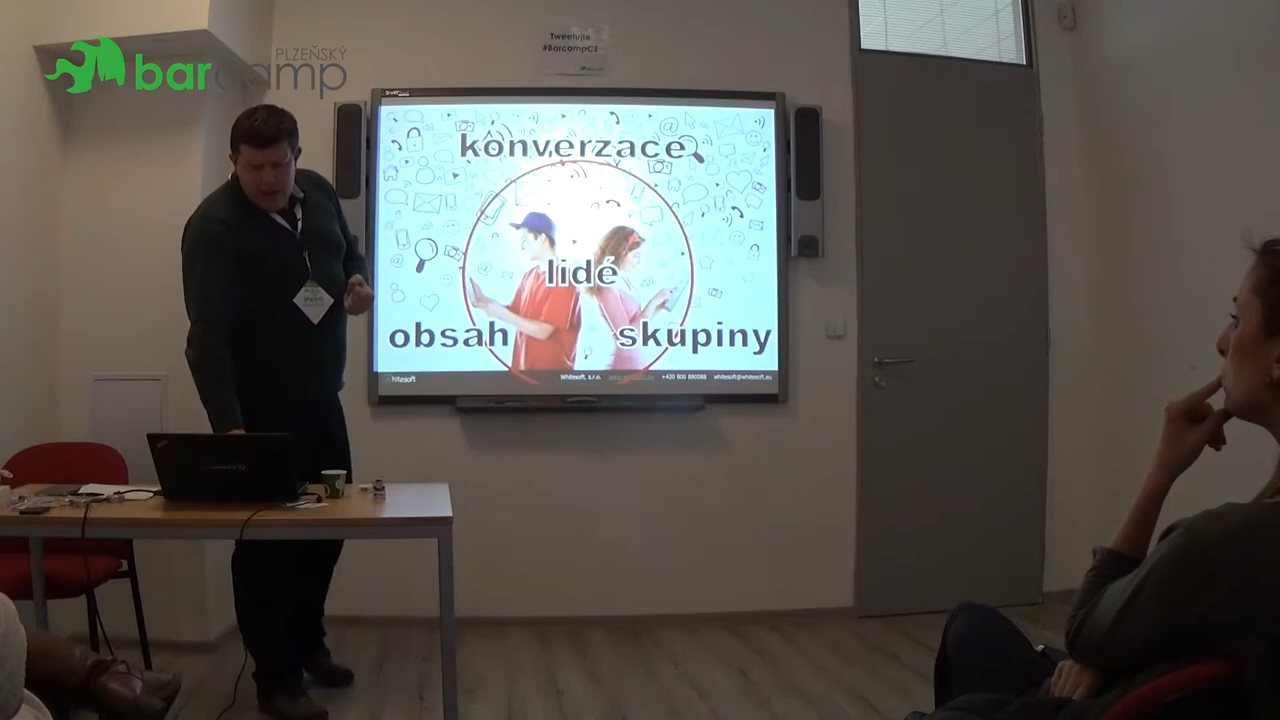 PLZEŇSKÝ
barcamp
Tweetujte
#BarcampCZ
konverzace
lidé
obsah
skupiny
Whitesoft, s.r.o.
whitesoft@whitesoft.eu